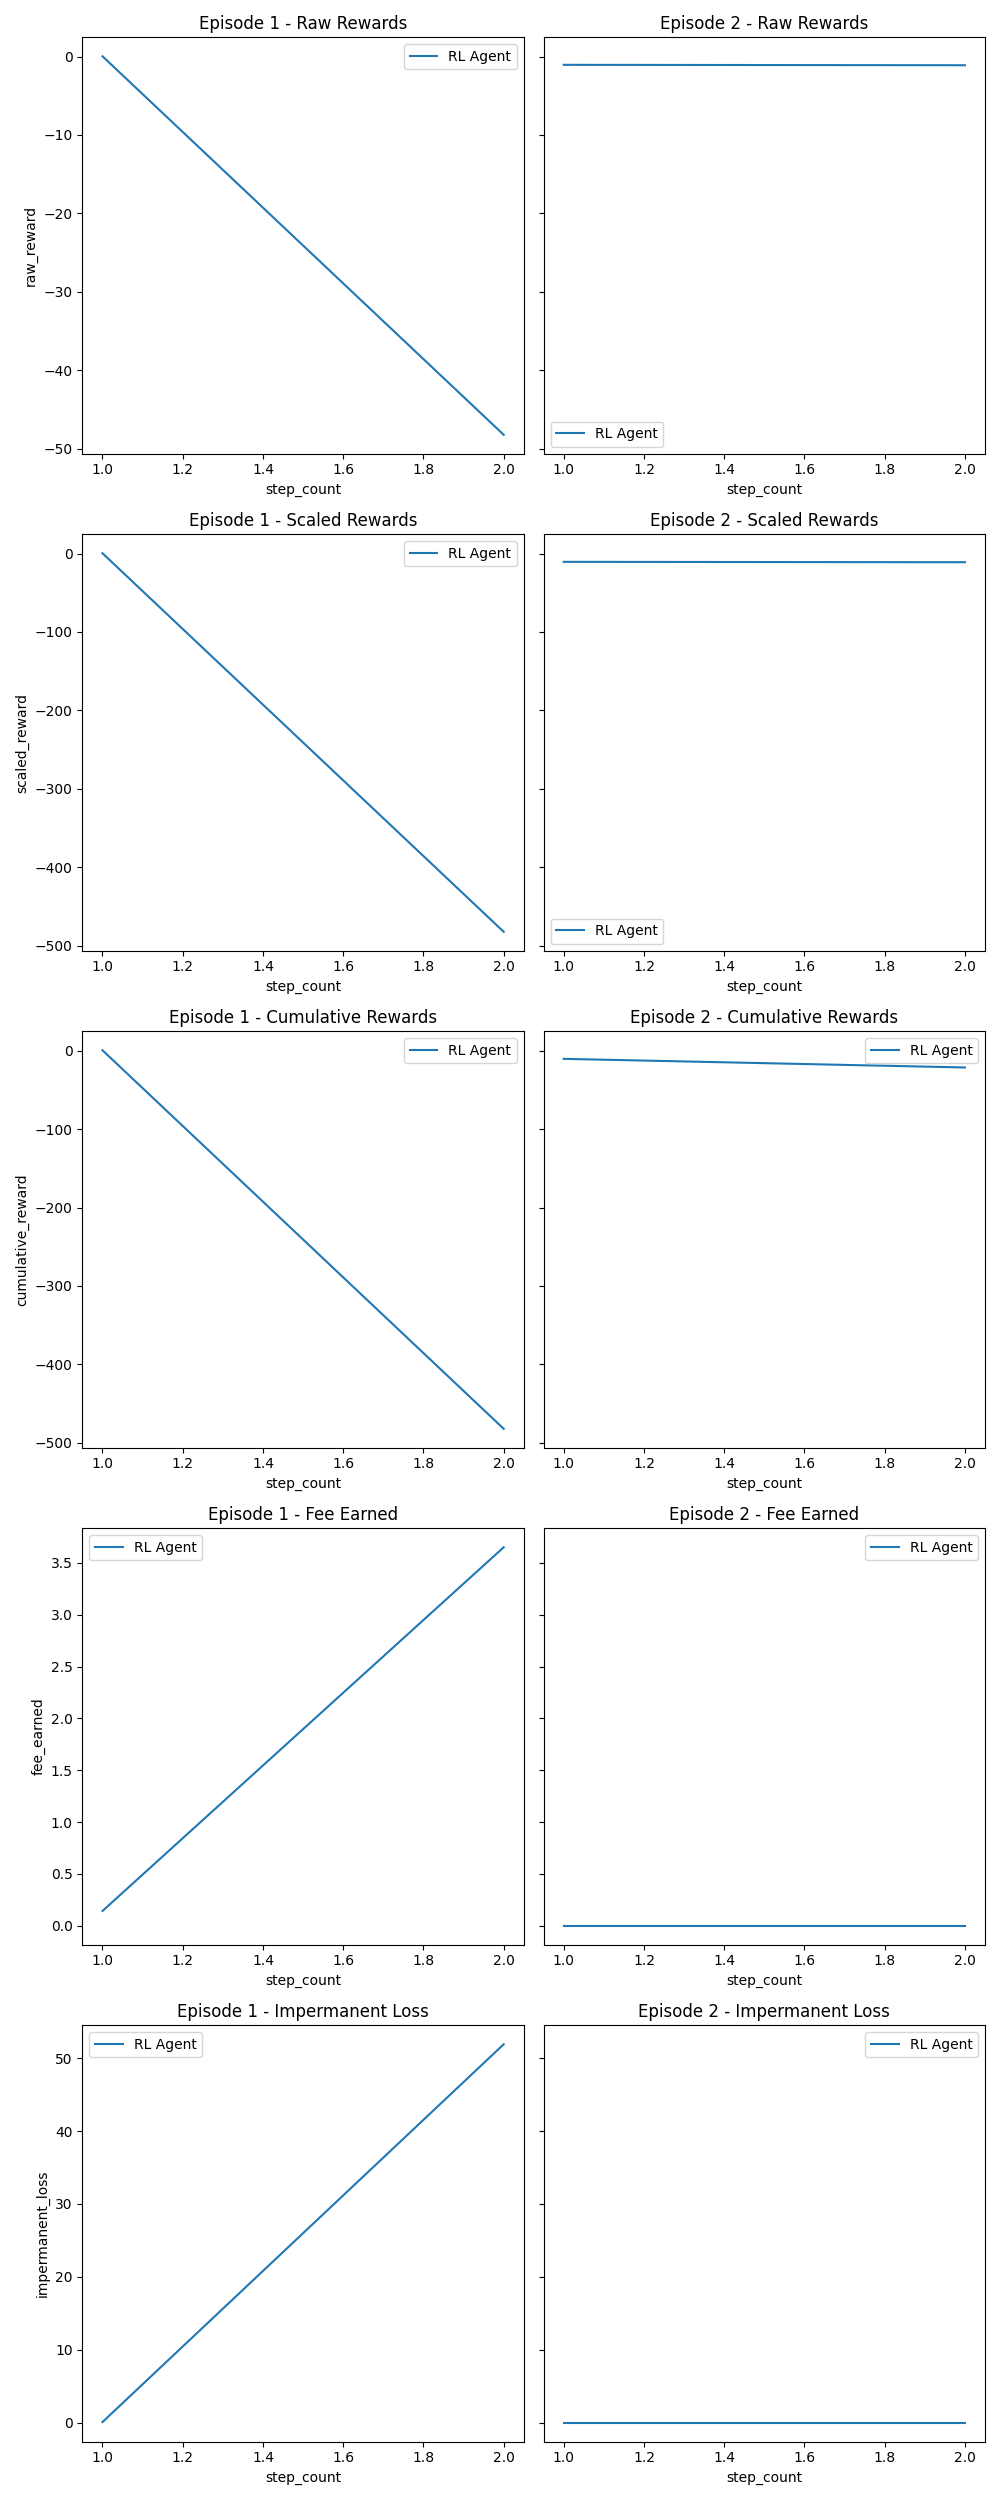 Episode 1 - Raw Rewards
Episode 2 - Raw Rewards
RL Agent
0
−10
−20
−30
−40
−50
raw_reward
1.0 1.2 1.4 1.6 1.8 2.0
step_count
RL Agent
1.0 1.2 1.4 1.6 1.8 2.0
step_count
Episode 1 - Scaled Rewards
Episode 2 - Scaled Rewards
RL Agent
0
−100
−200
−300
−400
−500
scaled_reward
1.0 1.2 1.4 1.6 1.8 2.0
step_count
RL Agent
1.0 1.2 1.4 1.6 1.8 2.0
step_count
Episode 1 - Cumulative Rewards
Episode 2 - Cumulative Rewards
RL Agent
0
−100
−200
−300
−400
−500
cumulative_reward
1.0 1.2 1.4 1.6 1.8 2.0
step_count
RL Agent
1.0 1.2 1.4 1.6 1.8 2.0
step_count
Episode 1 - Fee Earned
Episode 2 - Fee Earned
RL Agent
3.5
3.0
2.5
2.0
1.5
1.0
0.5
0.0
fee_earned
1.0 1.2 1.4 1.6 1.8 2.0
step_count
RL Agent
1.0 1.2 1.4 1.6 1.8 2.0
step_count
Episode 1 - Impermanent Loss
Episode 2 - Impermanent Loss
RL Agent
50
40
30
20
10
0
impermanent_loss
1.0 1.2 1.4 1.6 1.8 2.0
step_count
RL Agent
1.0 1.2 1.4 1.6 1.8 2.0
step_count